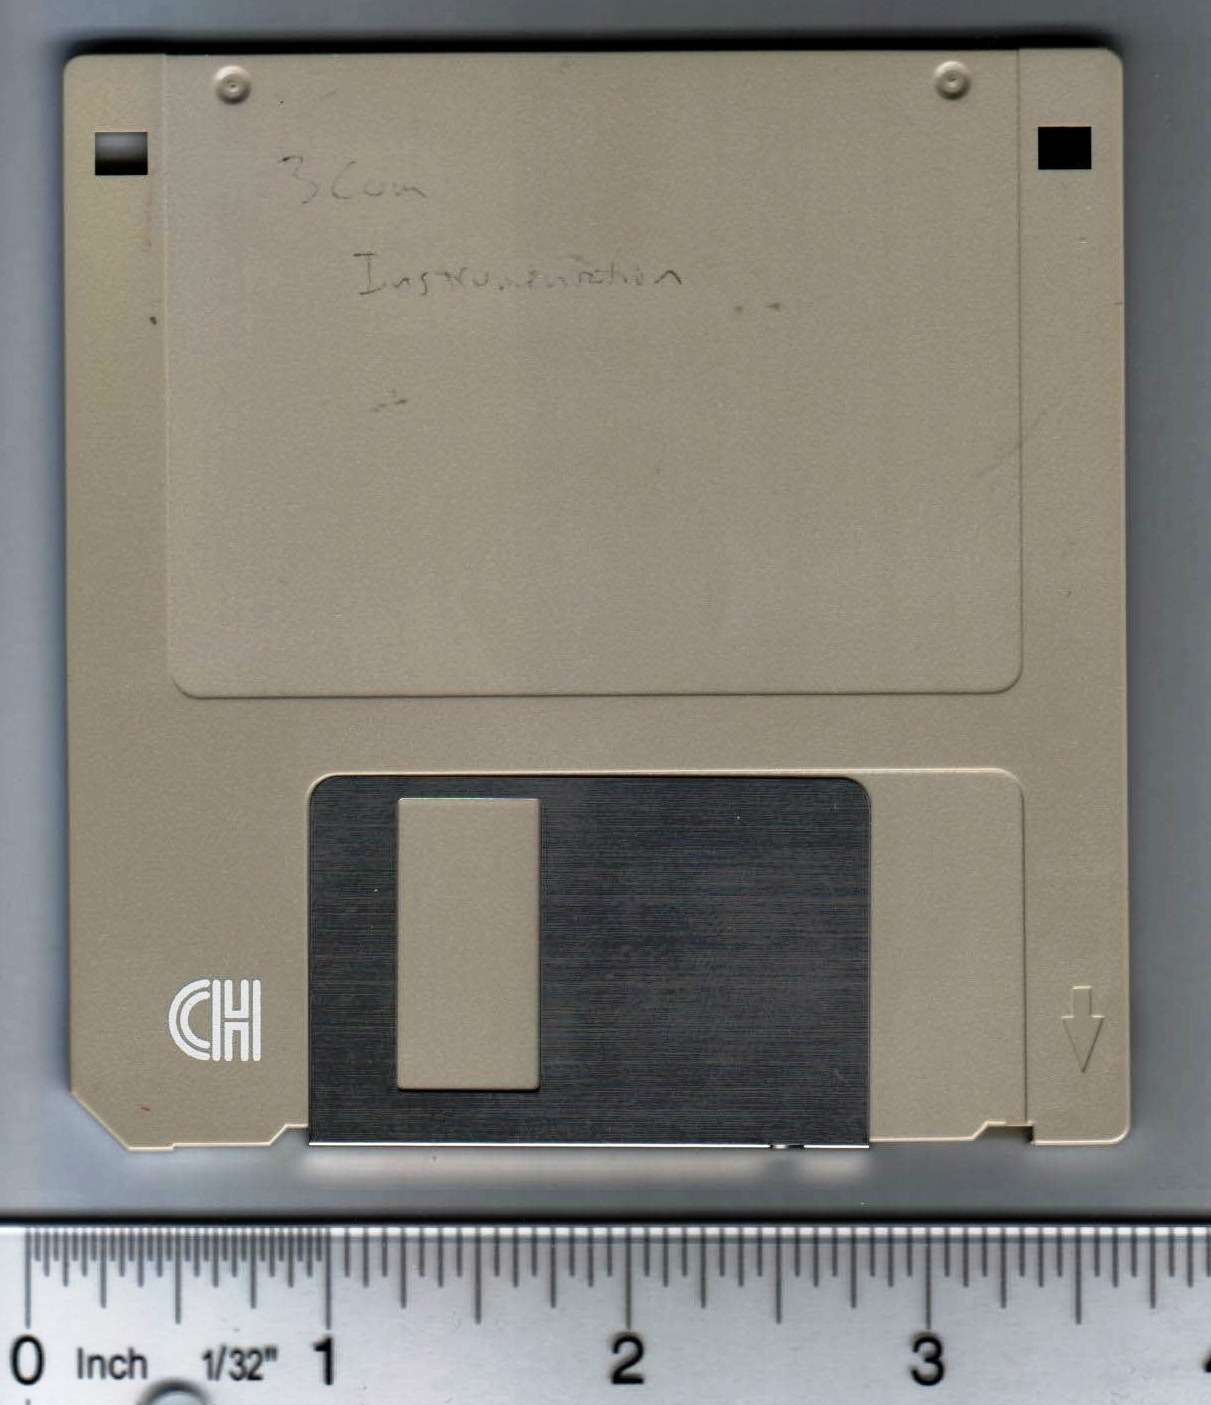 3Com
Instrumentation
CH
0 Inch 1/32" 1 2 3